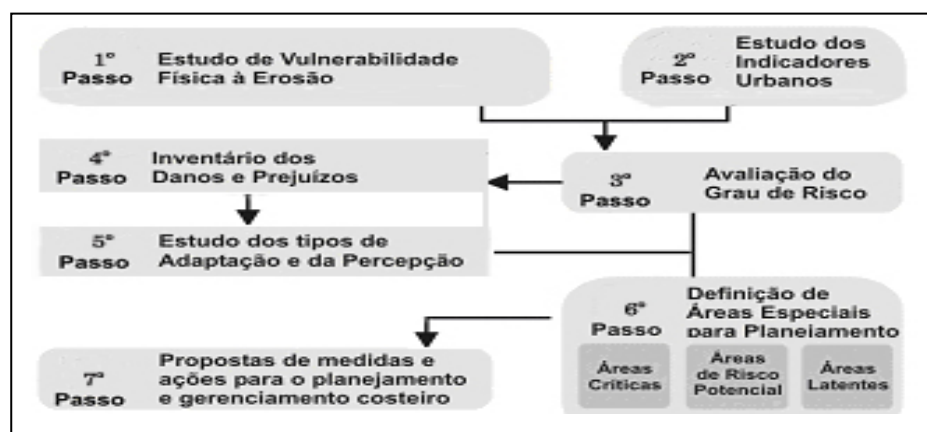 1º
Passo
Estudo de Vulnerabilidade
Física à Erosão
2º
Passo
Estudo dos
Indicadores
Urbanos
3º
Passo
Avaliação do
Grau de Risco
4º
Passo
Inventário dos
Danos e Prejuízos
5º
Passo
Estudo dos tipos de
Adaptação e da Percepção
6º
Passo
Definição de
Áreas Especiais
para Planejamento
Áreas
Críticas
Áreas
de Risco
Potencial
Áreas
Latentes
7º
Passo
Propostas de medidas e
ações para o planejamento
e gerenciamento costeiro